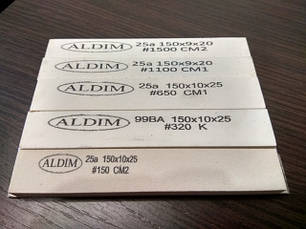 ALDIM 25a 150x9x20
#1500 CM2
ALDIM 25a 150x9x20
#1100 CM1
ALDIM 25a 150x10x25
#650 CM1
ALDIM 99BA 150x10x25
#320 K
ALDIM 25a 150x10x25
#150 CM2